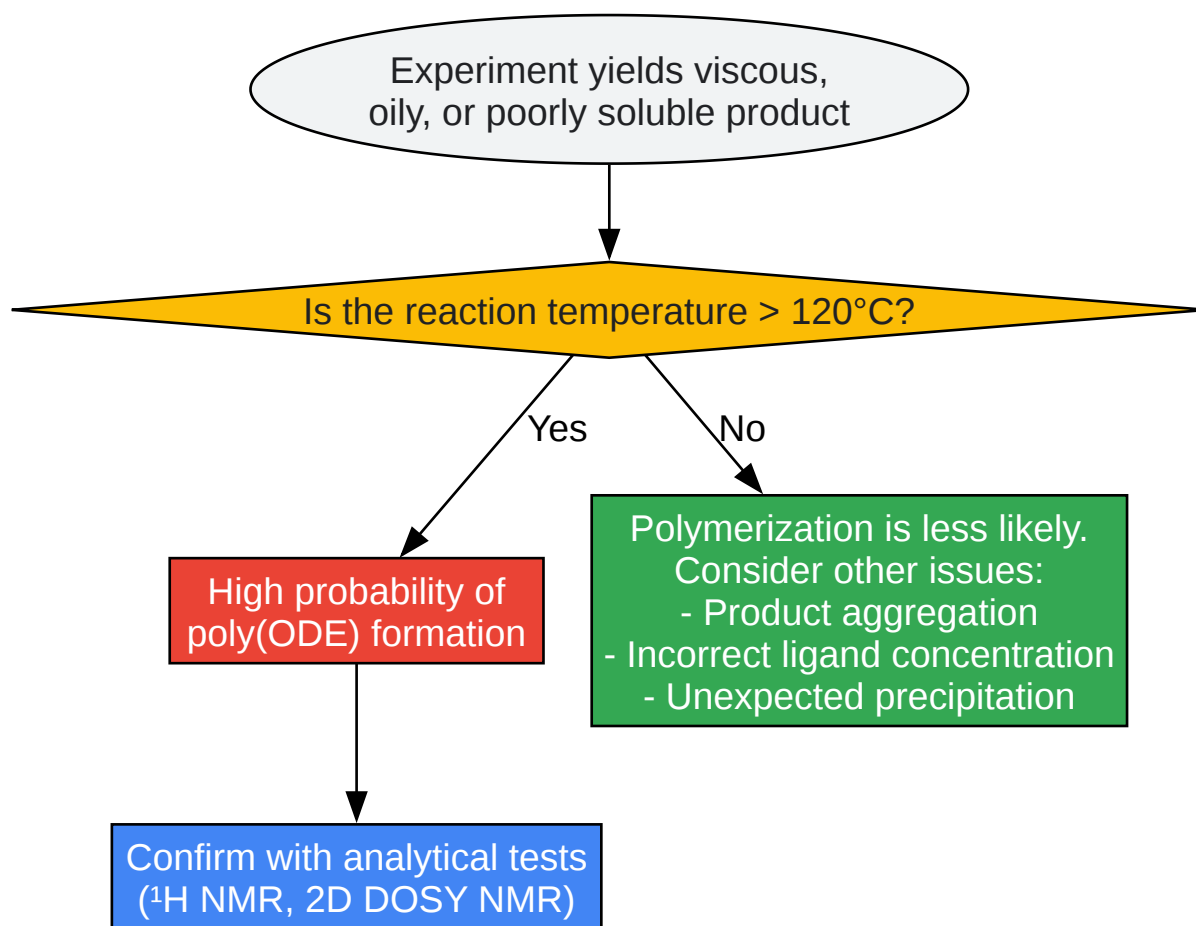 Experiment yields viscous,
oily, or poorly soluble product
Is the reaction temperature > 120°C?
Yes
No
High probability of
poly(ODE) formation
Polymerization is less likely.
Consider other issues:
- Product aggregation
- Incorrect ligand concentration
- Unexpected precipitation
Confirm with analytical tests
(¹H NMR, 2D DOSY NMR)